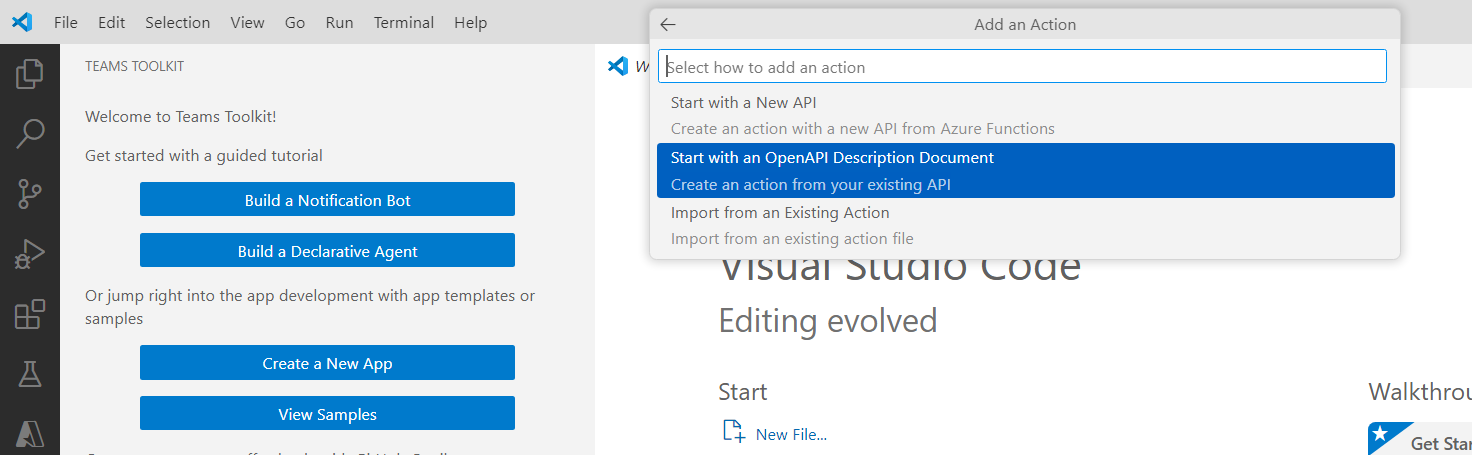 File Edit Selection View Go Run Terminal Help
Add an Action
Select how to add an action
Start with a New API
Create an action with a new API from Azure Functions
Start with an OpenAPI Description Document
Create an action from your existing API
Import from an Existing Action
Import from an existing action file
TEAMS TOOLKIT
Welcome to Teams Toolkit!
Get started with a guided tutorial
Build a Notification Bot
Build a Declarative Agent
Or jump right into the app development with app templates or
samples
Create a New App
View Samples
Visual Studio Code
Editing evolved
Start
New File...
Walkthrou
Get Star